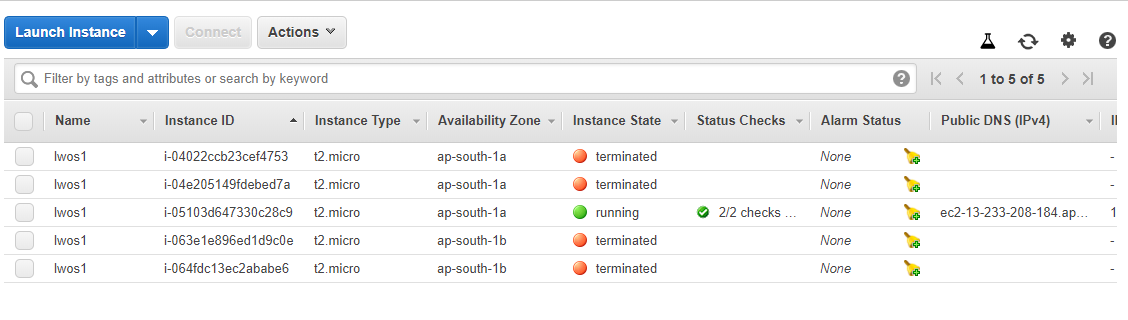 Launch Instance Connect Actions
Filter by tags and attributes or search by keyword 1 to 5 of 5
Name Instance ID Instance Type Availability Zone Instance State Status Checks Alarm Status Public DNS (IPv4)
lwos1 i-04022ccb23cef4753 t2.micro ap-south-1a terminated None -
lwos1 i-04e205149fdebed7a t2.micro ap-south-1a terminated None -
lwos1 i-05103d647330c28c9 t2.micro ap-south-1a running 2/2 checks ... None ec2-13-233-208-184.ap... 1
lwos1 i-063e1e896ed1d9c0e t2.micro ap-south-1b terminated None -
lwos1 i-064fdc13ec2ababe6 t2.micro ap-south-1b terminated None -